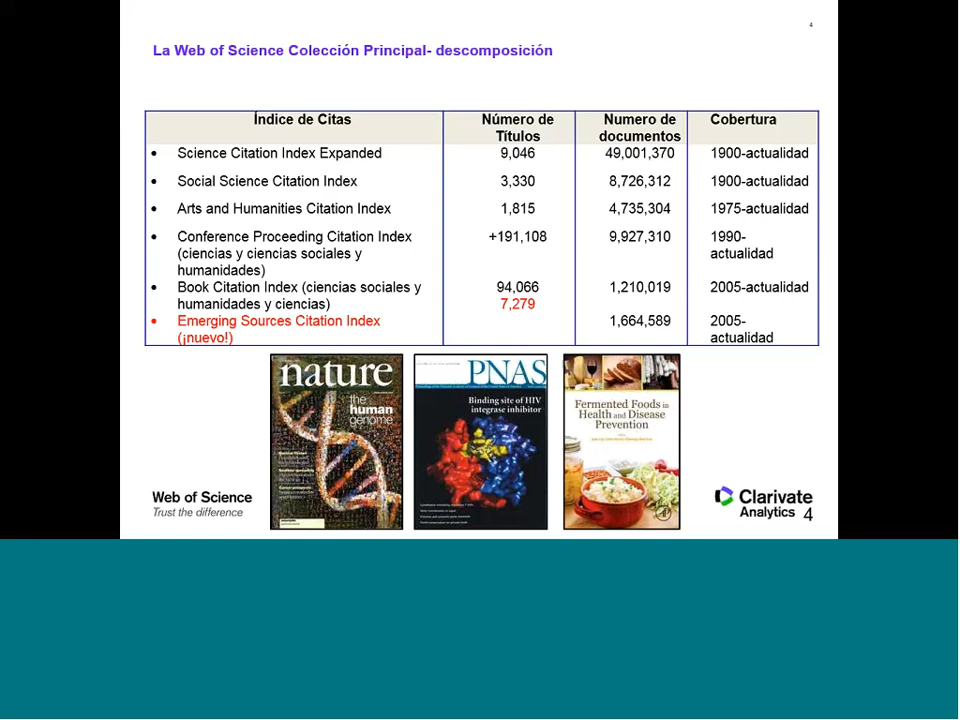 4
La Web of Science Colección Principal- descomposición
Índice de Citas Número de Títulos Numero de documentos Cobertura
• Science Citation Index Expanded 9,046 49,001,370 1900-actualidad
• Social Science Citation Index 3,330 8,726,312 1900-actualidad
• Arts and Humanities Citation Index 1,815 4,735,304 1975-actualidad
• Conference Proceeding Citation Index +191,108 9,927,310 1990-
(ciencias y ciencias sociales y actualidad
humanidades)
• Book Citation Index (ciencias sociales y 94,066 1,210,019 2005-actualidad
humanidades y ciencias) 7,279
• Emerging Sources Citation Index 1,664,589 2005-
(¡nuevo!) actualidad
nature
the
human
genome
PNAS
Binding site of HIV
integrase inhibitor
Fermented Foods in
Health and Disease
Prevention
Web of Science
Trust the difference
Clarivate
Analytics 4